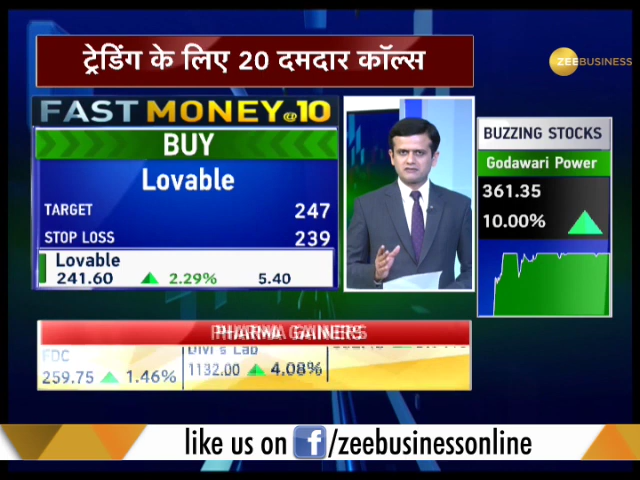 ट्रेडिंग के लिए 20 दमदार कॉल्स
ZEEBUSINESS
FAST MONEY@10
BUY
Lovable
TARGET 247
STOP LOSS 239
Lovable
241.60 2.29% 5.40
BUZZING STOCKS
Godawari Power
361.35
10.00%
GAINERS
FDC
259.75 1.46%
Divi's Lab
1132.00 4.08%
like us on f/zeebusinessonline